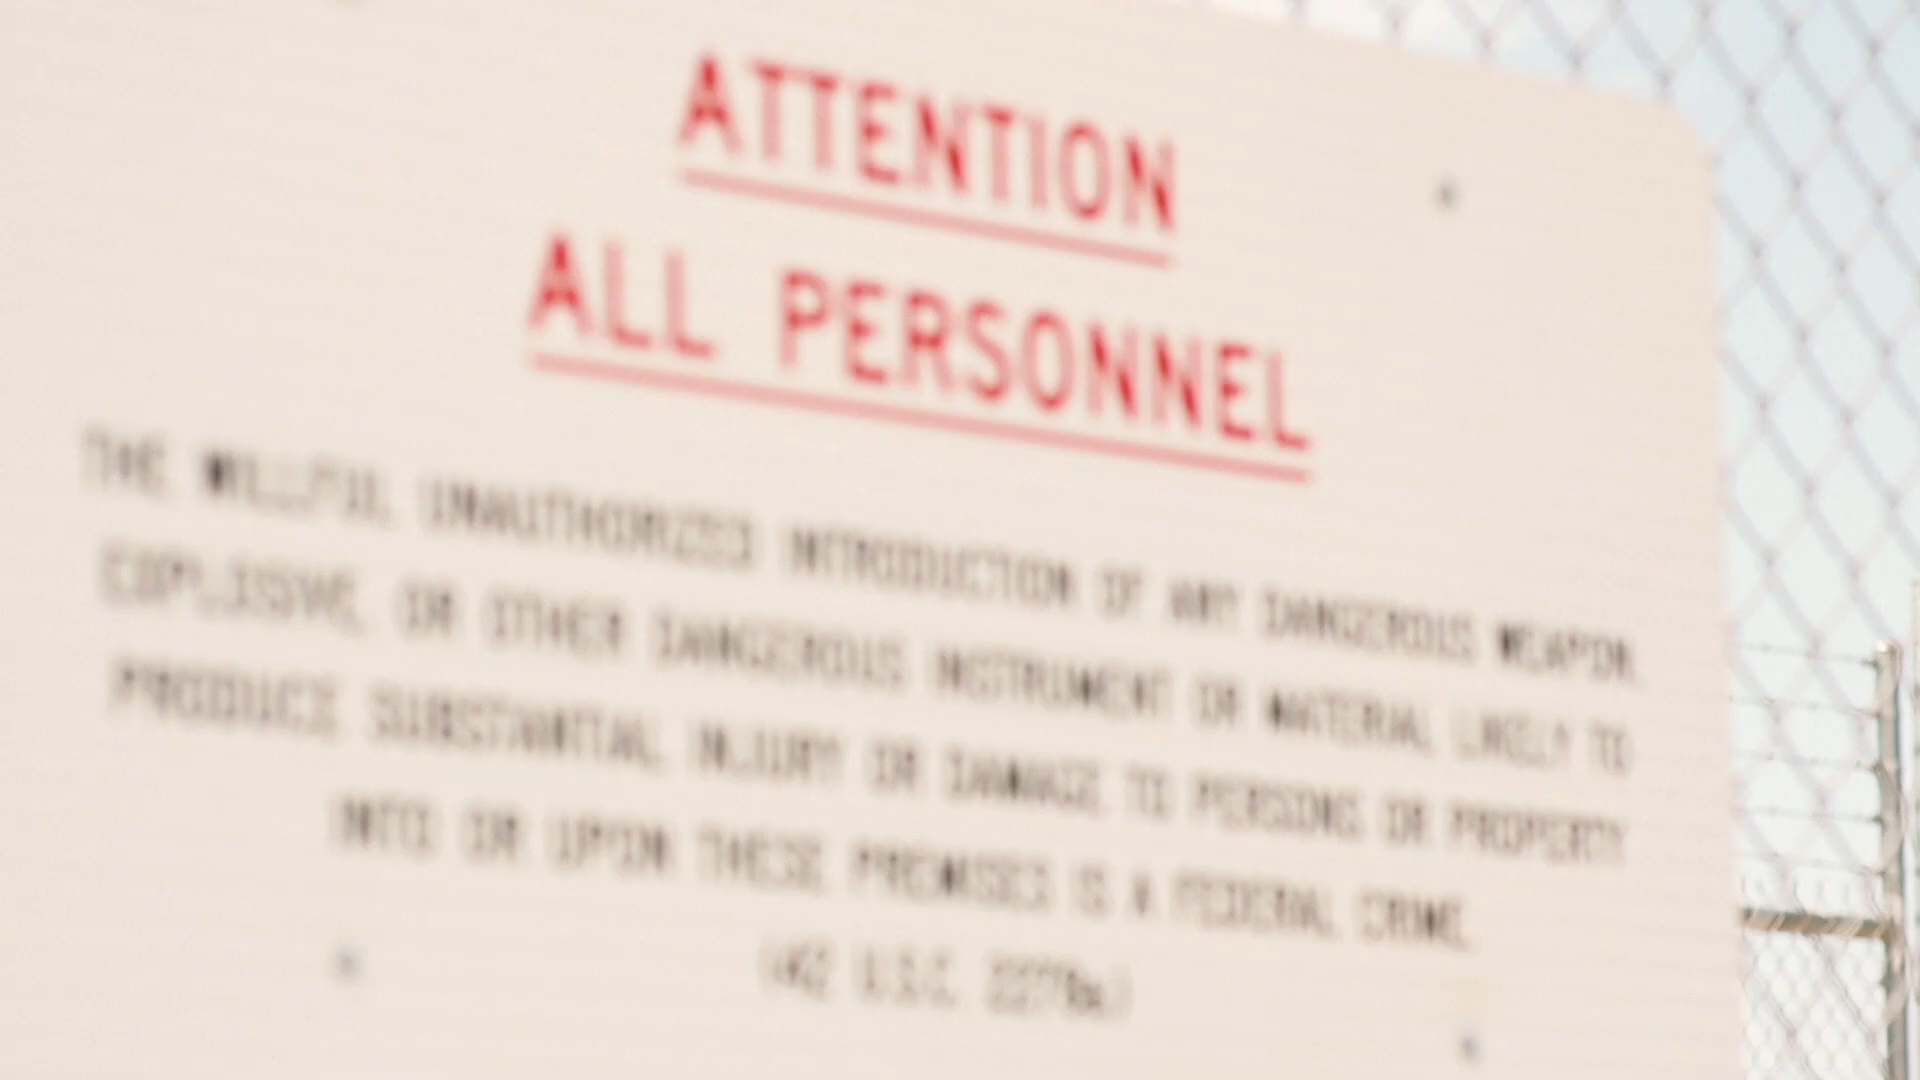 ATTENTION
ALL PERSONNEL
THE WILLFUL UNAUTHORIZED INTRODUCTION OF ANY DANGEROUS WEAPON,
EXPLOSIVE, OR OTHER DANGEROUS INSTRUMENT OR MATERIAL LIKELY TO
PRODUCE SUBSTANTIAL INJURY OR DAMAGE TO PERSONS OR PROPERTY
INTO OR UPON THESE PREMISES IS A FEDERAL CRIME.
(42 U.S.C. 2278a.)